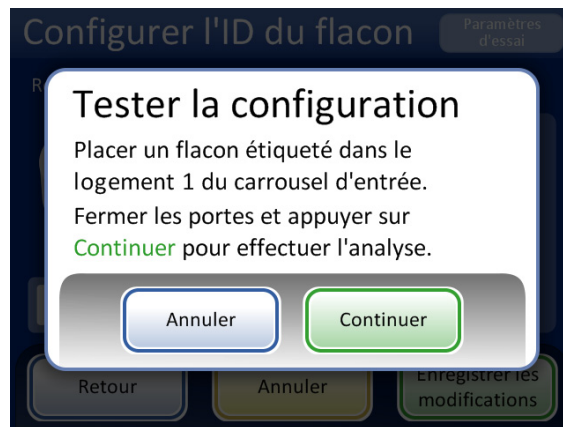 Configurer l'ID du flacon
Paramètres
d'essai
R
Tester la configuration
Placer un flacon étiqueté dans le
logement 1 du carrousel d'entrée.
Fermer les portes et appuyer sur
Continuer pour effectuer l'analyse.
Annuler
Continuer
Retour
Annuler
Enregistrer les
modifications